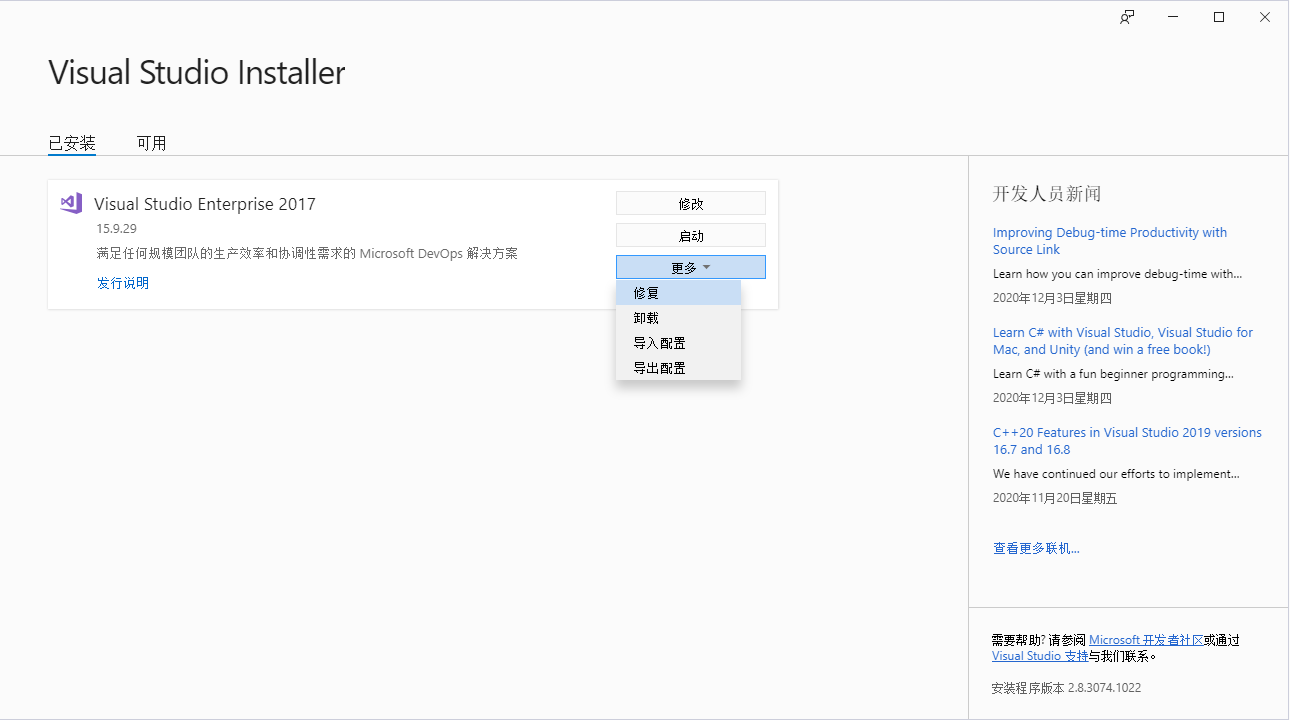 Visual Studio Installer
已安装
可用
Visual Studio Enterprise 2017
15.9.29
满足任何规模团队的生产效率和协调性需求的 Microsoft DevOps 解决方案
发行说明
修改
启动
更多
修复
卸载
导入配置
导出配置
开发人员新闻
Improving Debug-time Productivity with
Source Link
Learn how you can improve debug-time with...
2020年12月3日星期四
Learn C# with Visual Studio, Visual Studio for
Mac, and Unity (and win a free book!)
Learn C# with a fun beginner programming...
2020年12月3日星期四
C++20 Features in Visual Studio 2019 versions
16.7 and 16.8
We have continued our efforts to implement...
2020年11月20日星期五
查看更多联机...
需要帮助? 请参阅 Microsoft 开发者社区或通过
Visual Studio 支持与我们联系。
安装程序版本 2.8.3074.1022